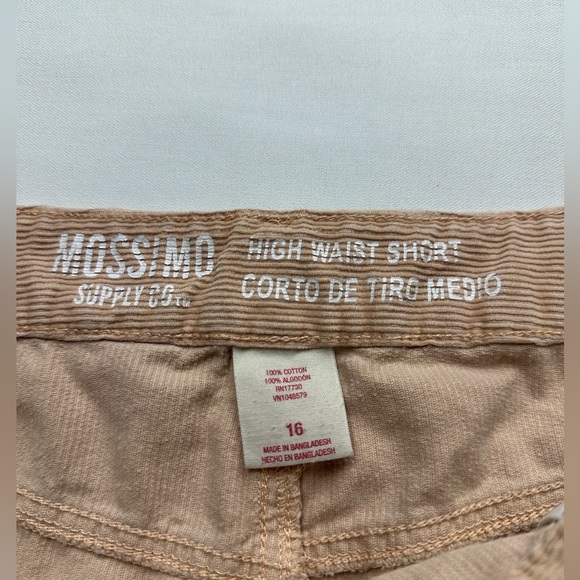 MOSSIMO
SUPPLY CO TM
HIGH WAIST SHORT
CORTO DE TIRO MEDIO
100% COTTON
100% ALGODÓN
RN17730
VN1048579
16
MADE IN BANGLADESH
HECHO EN BANGLADESH